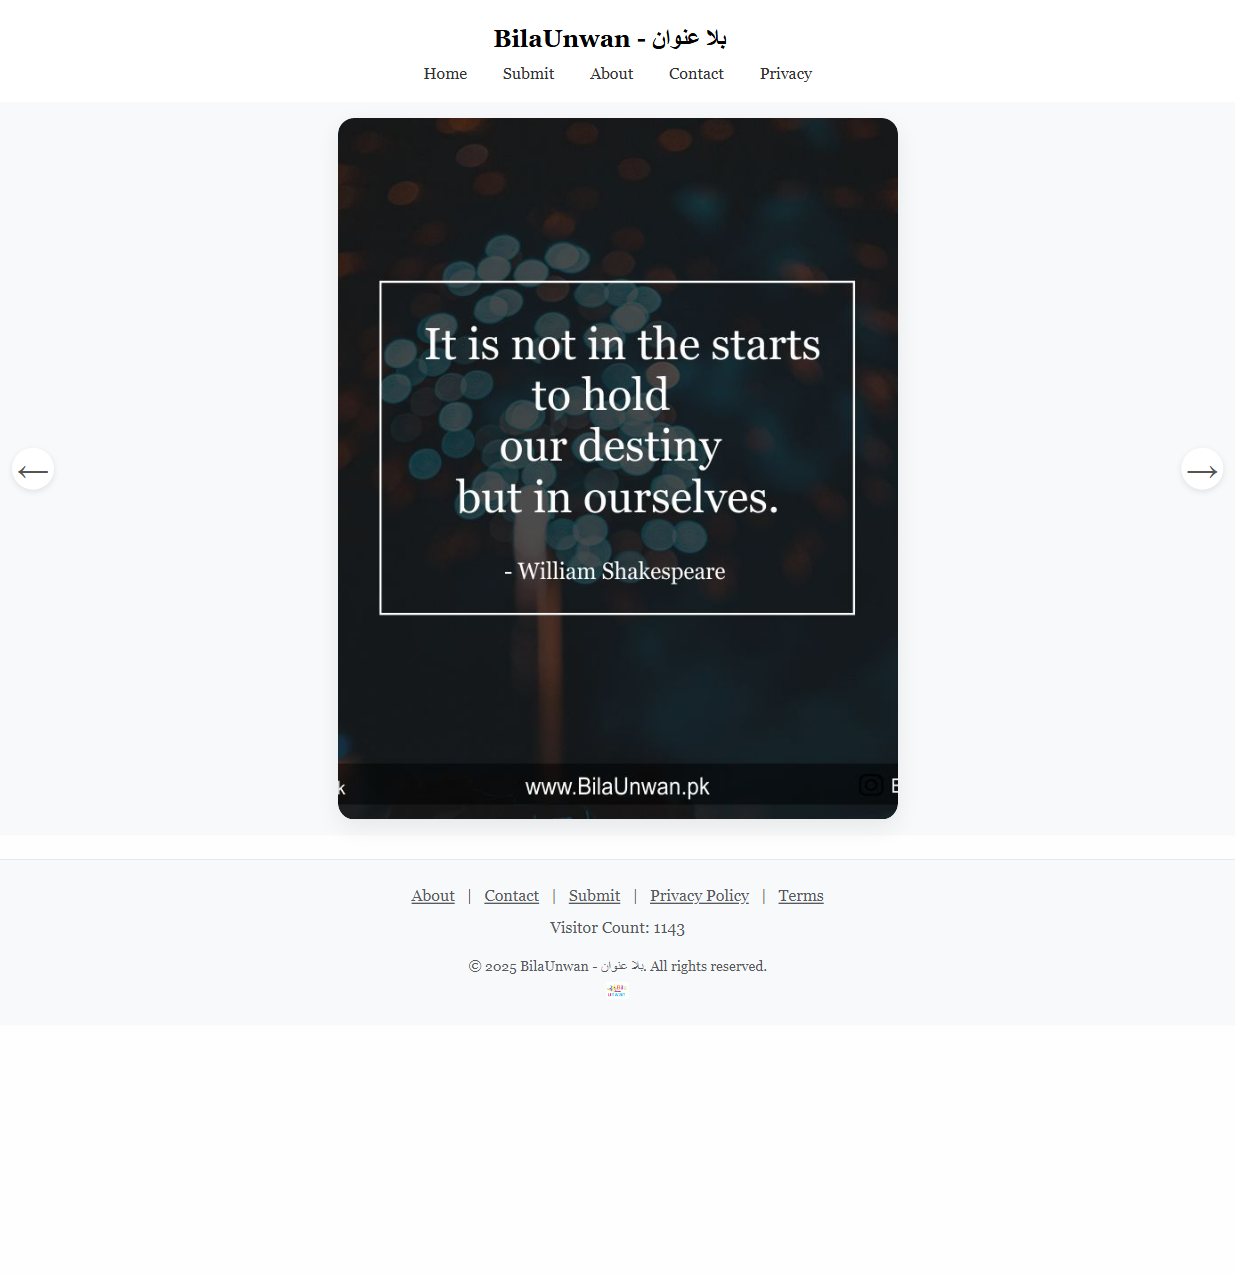 BilaUnwan - بلا عنوان
Home Submit About Contact Privacy
It is not in the starts
to hold
our destiny
but in ourselves.
- William Shakespeare
←
→
k www.BilaUnwan.pk
About | Contact | Submit | Privacy Policy | Terms
Visitor Count: 1143
© 2025 BilaUnwan - بلا عنوان. All rights reserved.